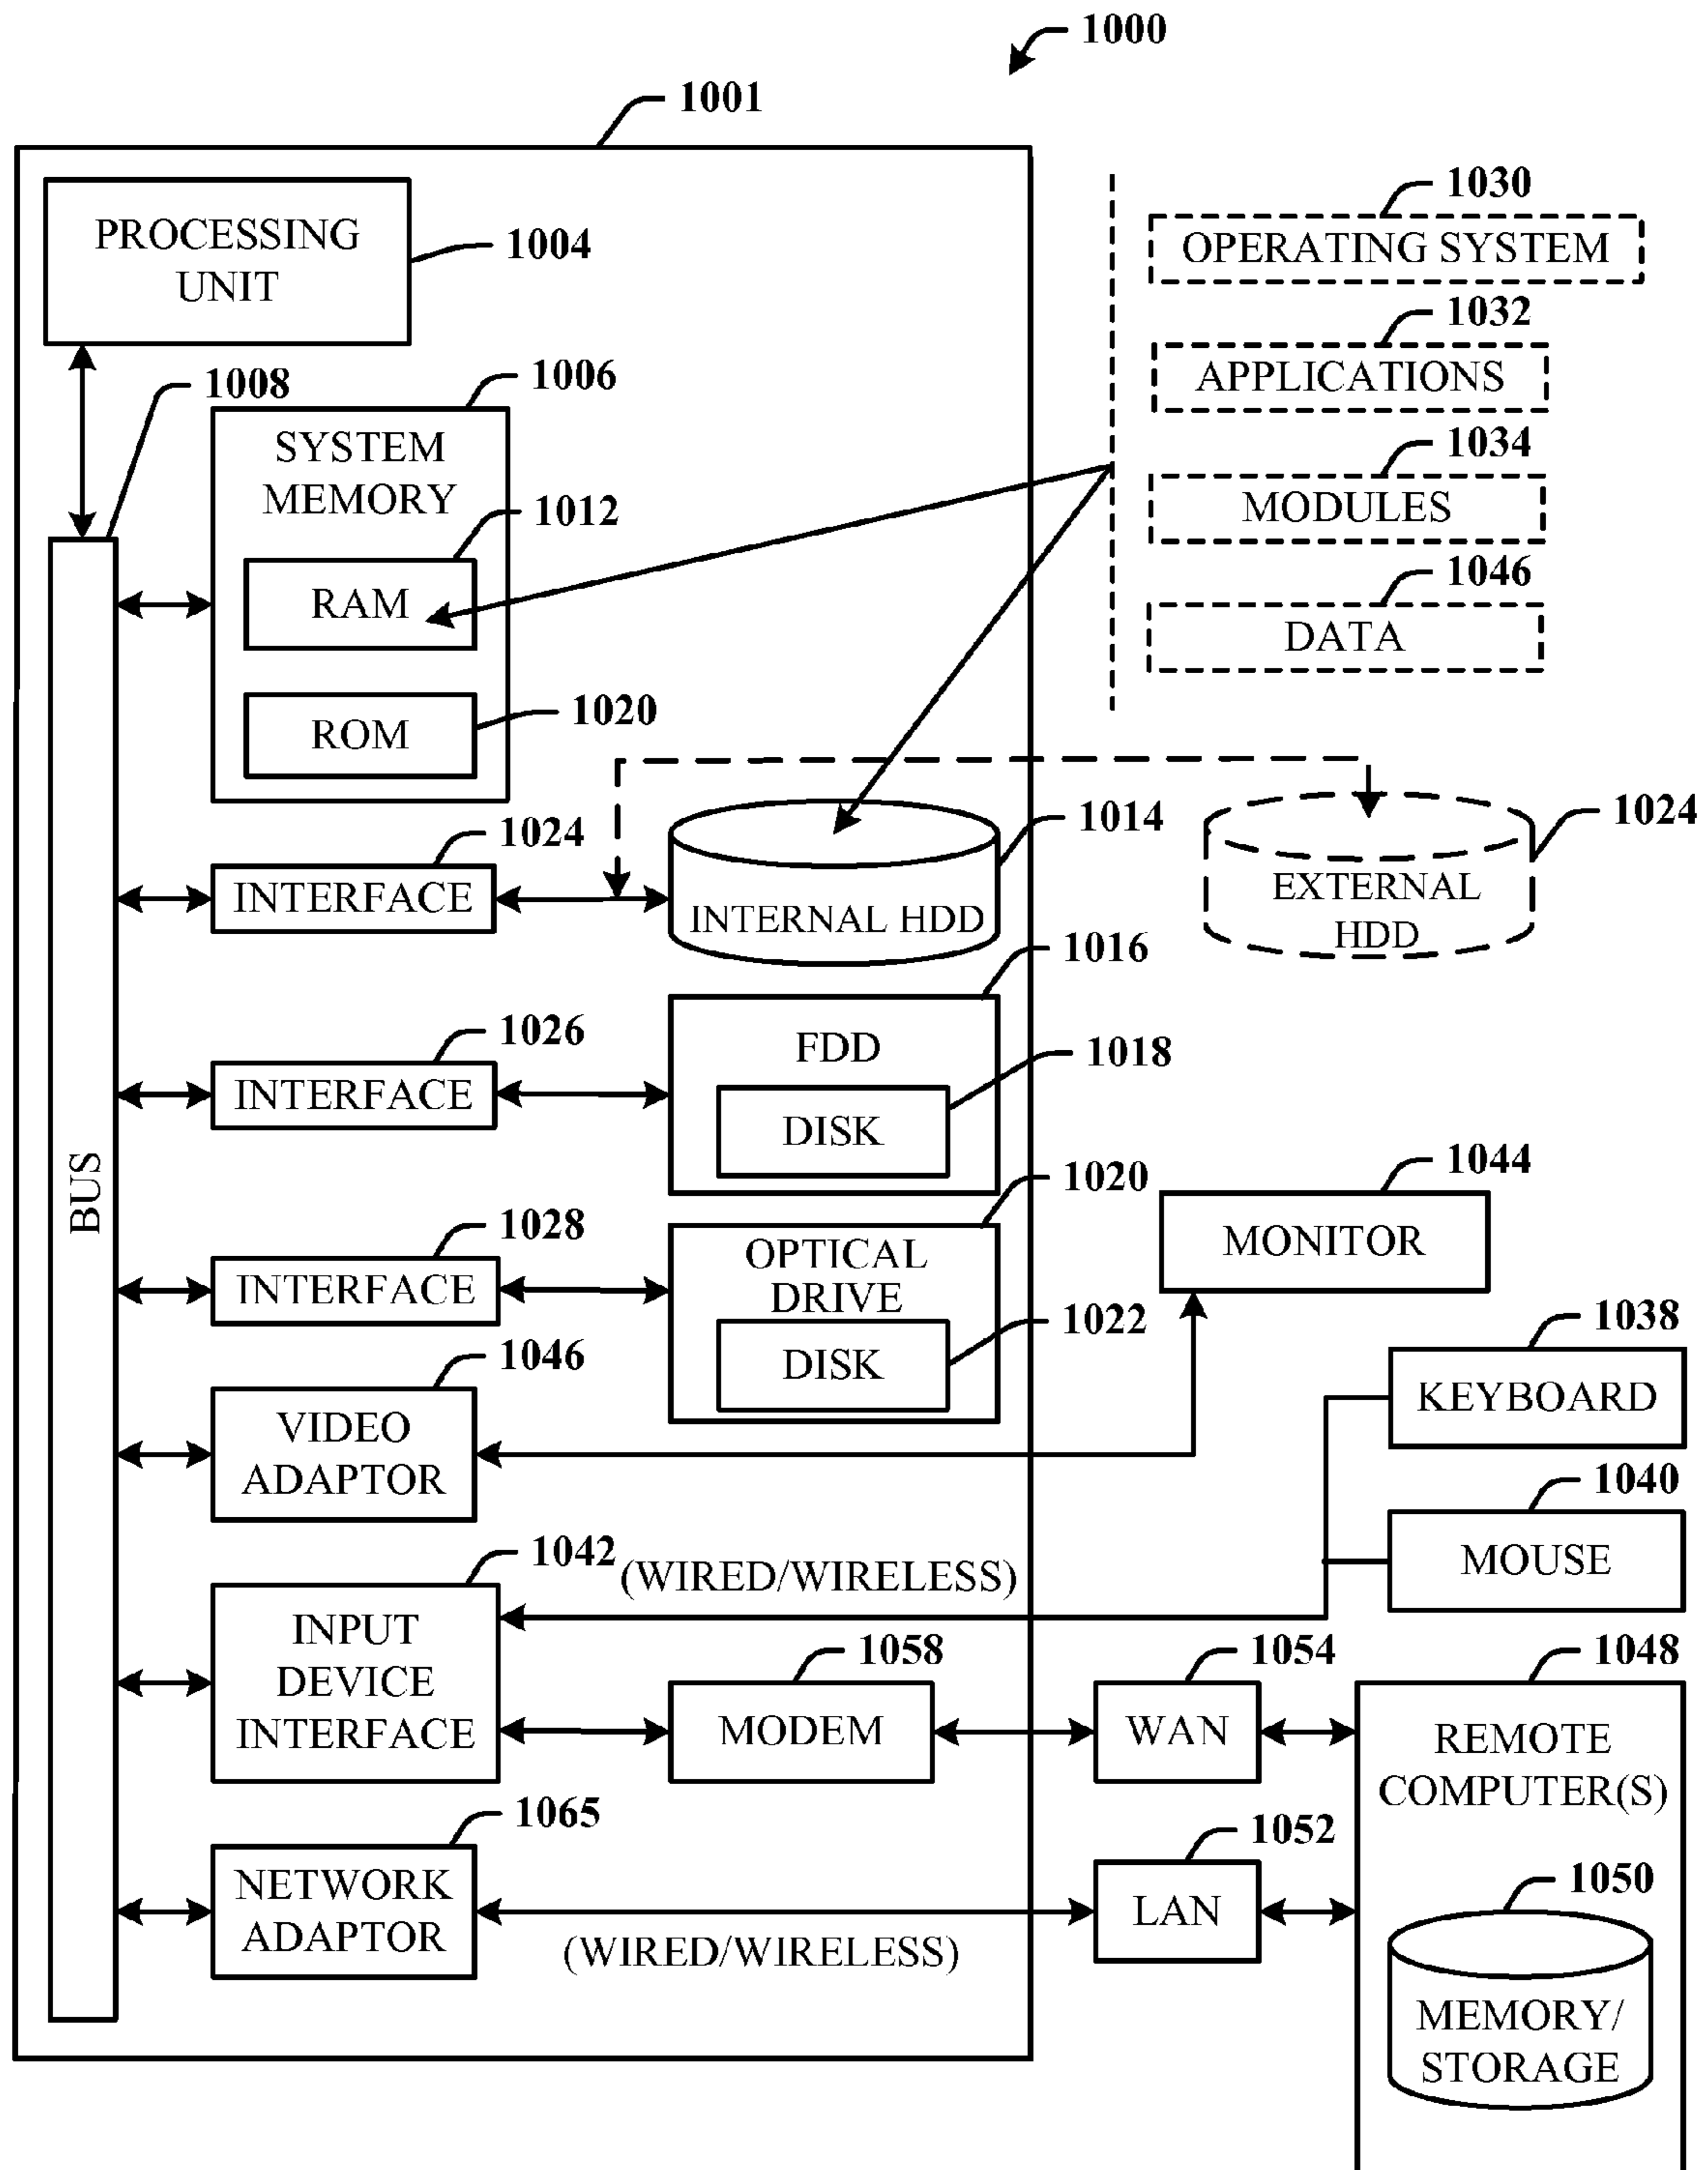 1000
1001
PROCESSING
UNIT
1004
1030
OPERATING SYSTEM
1032
APPLICATIONS
1034
MODULES
1046
DATA
1008
1006
SYSTEM
MEMORY
1012
RAM
1020
ROM
1024
INTERFACE
1014
INTERNAL HDD
1024
EXTERNAL
HDD
1026
INTERFACE
1016
FDD
1018
DISK
BUS
1028
INTERFACE
1020
OPTICAL
DRIVE
1022
DISK
1044
MONITOR
1046
VIDEO
ADAPTOR
1038
KEYBOARD
1040
MOUSE
1042
(WIRED/WIRELESS)
INPUT
DEVICE
INTERFACE
1058
MODEM
1054
WAN
1048
REMOTE
COMPUTER(S)
1065
NETWORK
ADAPTOR
(WIRED/WIRELESS)
1052
LAN
1050
MEMORY/
STORAGE